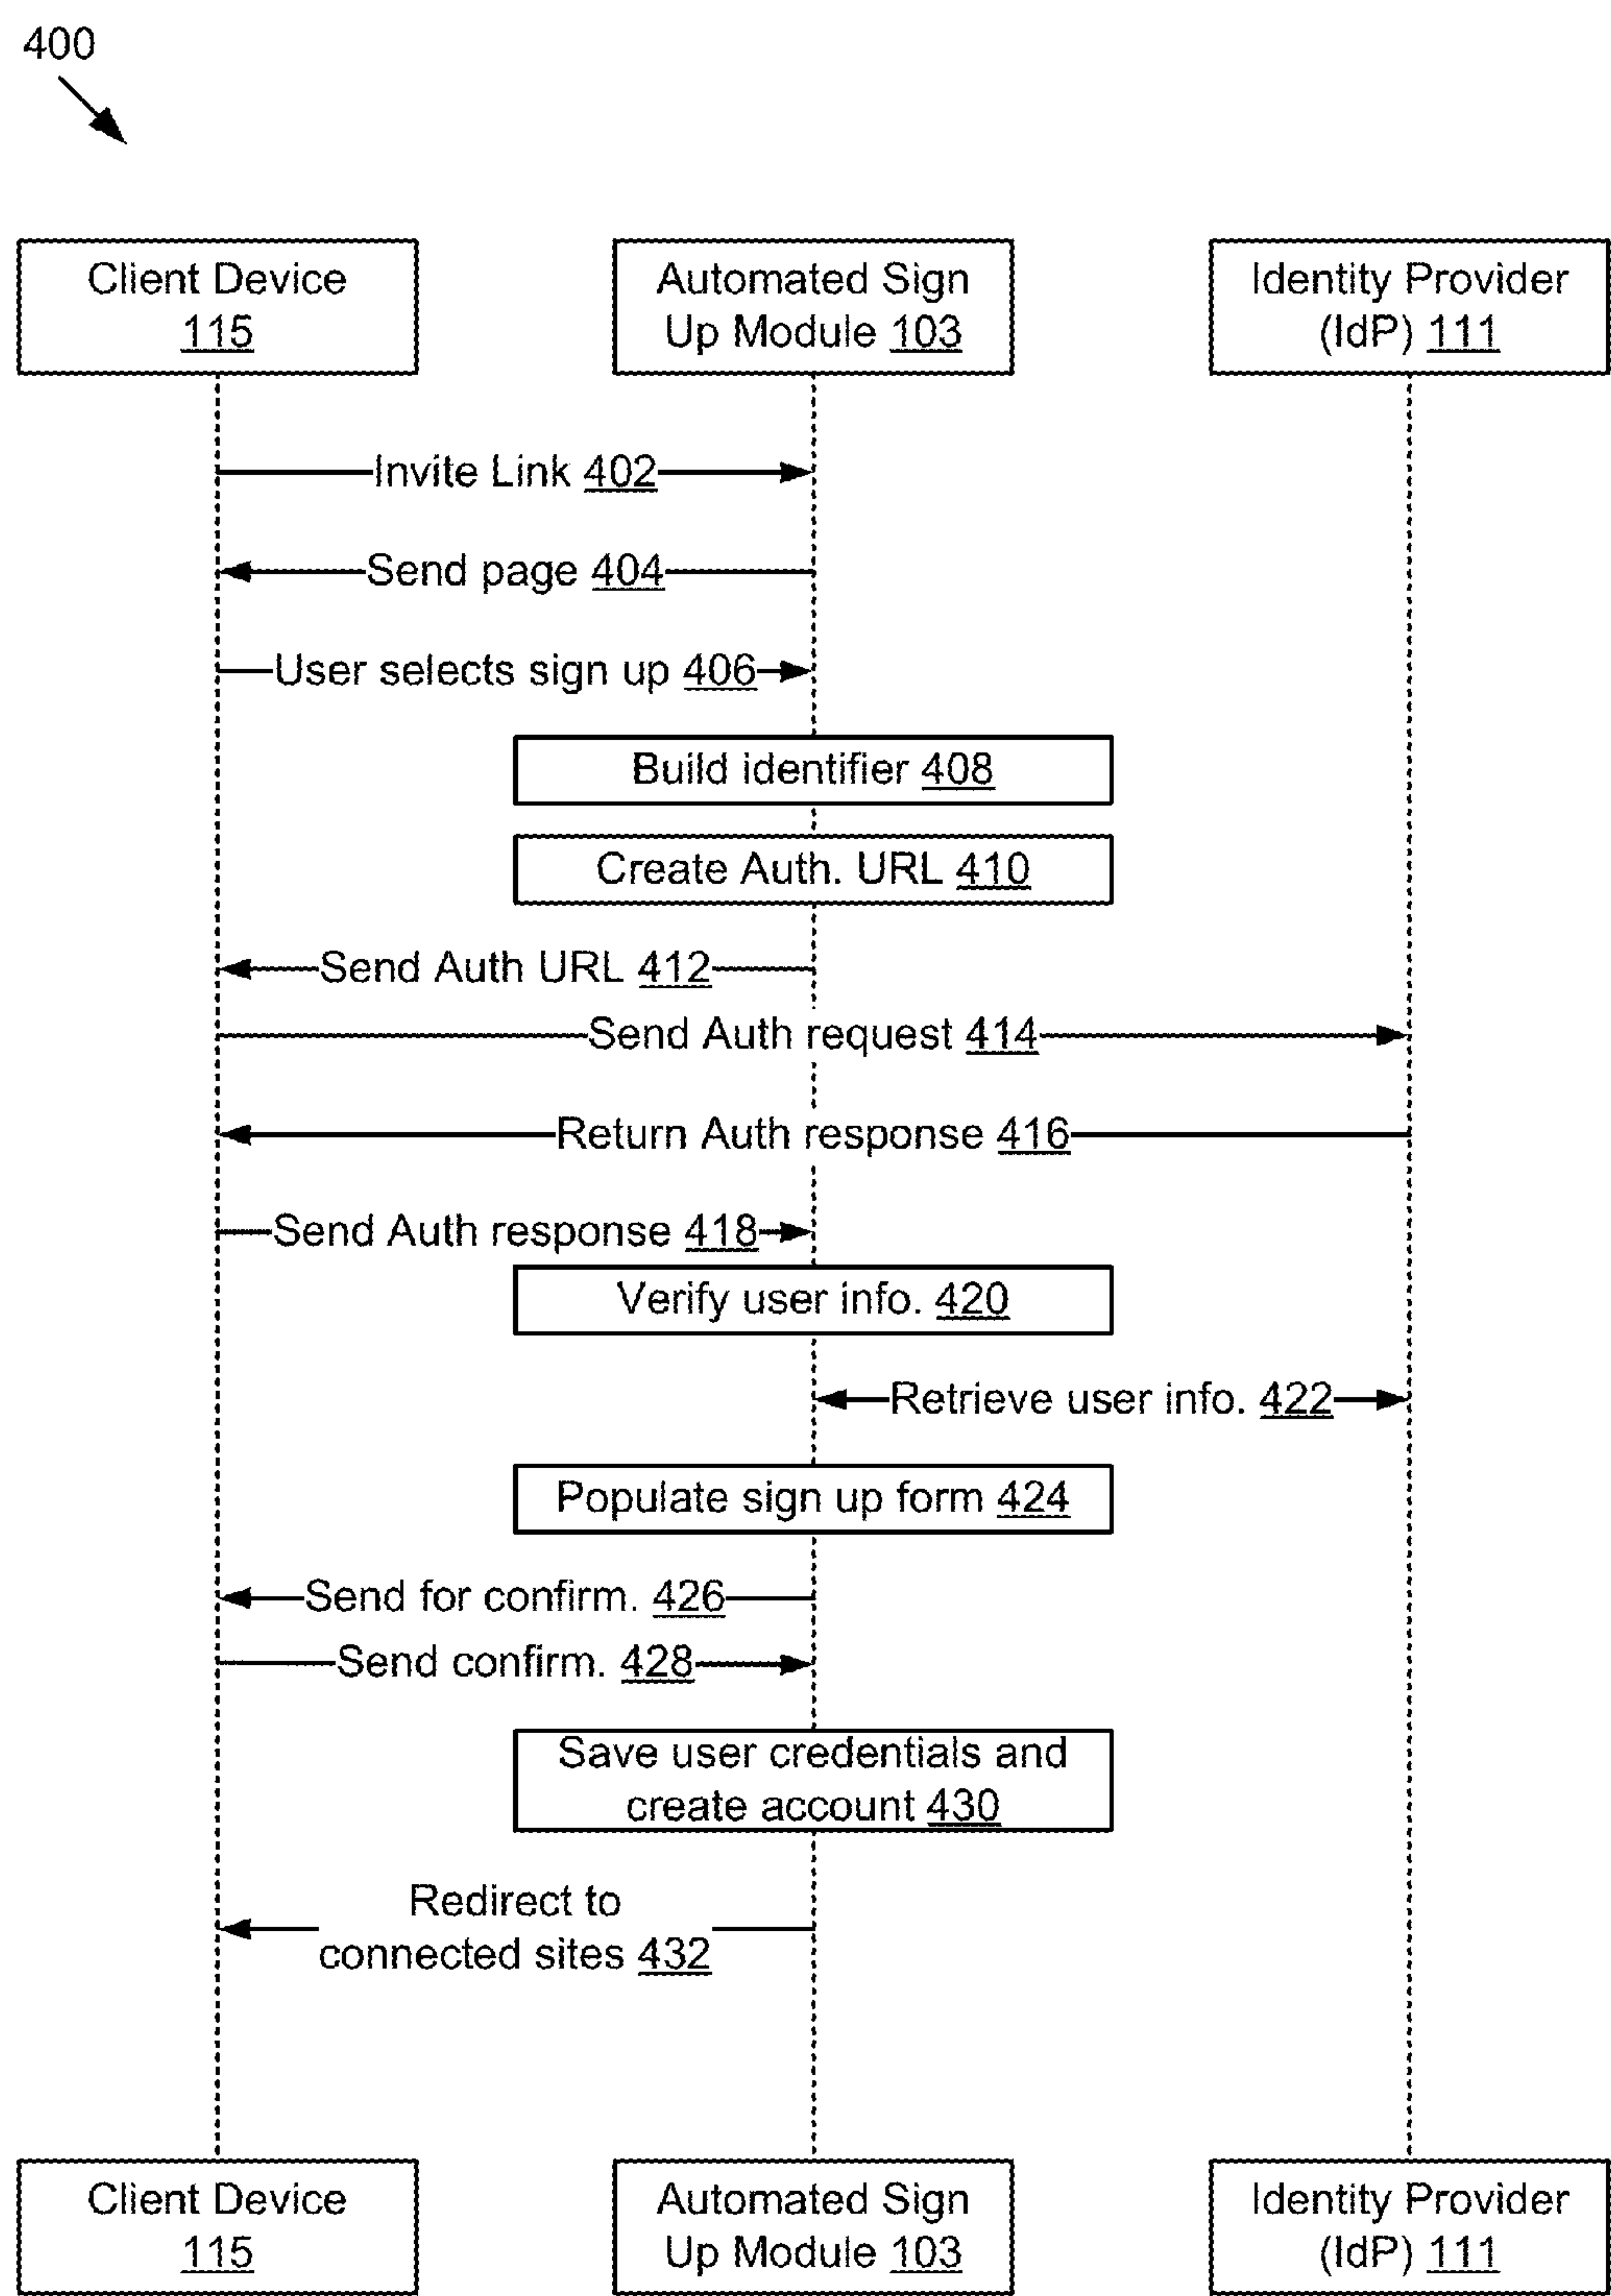 400
Client Device
115
Automated Sign
Up Module 103
Identity Provider
(IdP) 111
Invite Link 402
Send page 404
User selects sign up 406
Build identifier 408
Create Auth. URL 410
Send Auth URL 412
Send Auth request 414
Return Auth response 416
Send Auth response 418
Verify user info. 420
Retrieve user info. 422
Populate sign up form 424
Send for confirm. 426
Send confirm. 428
Save user credentials and
create account 430
Redirect to
connected sites 432
Client Device
115
Automated Sign
Up Module 103
Identity Provider
(IdP) 111